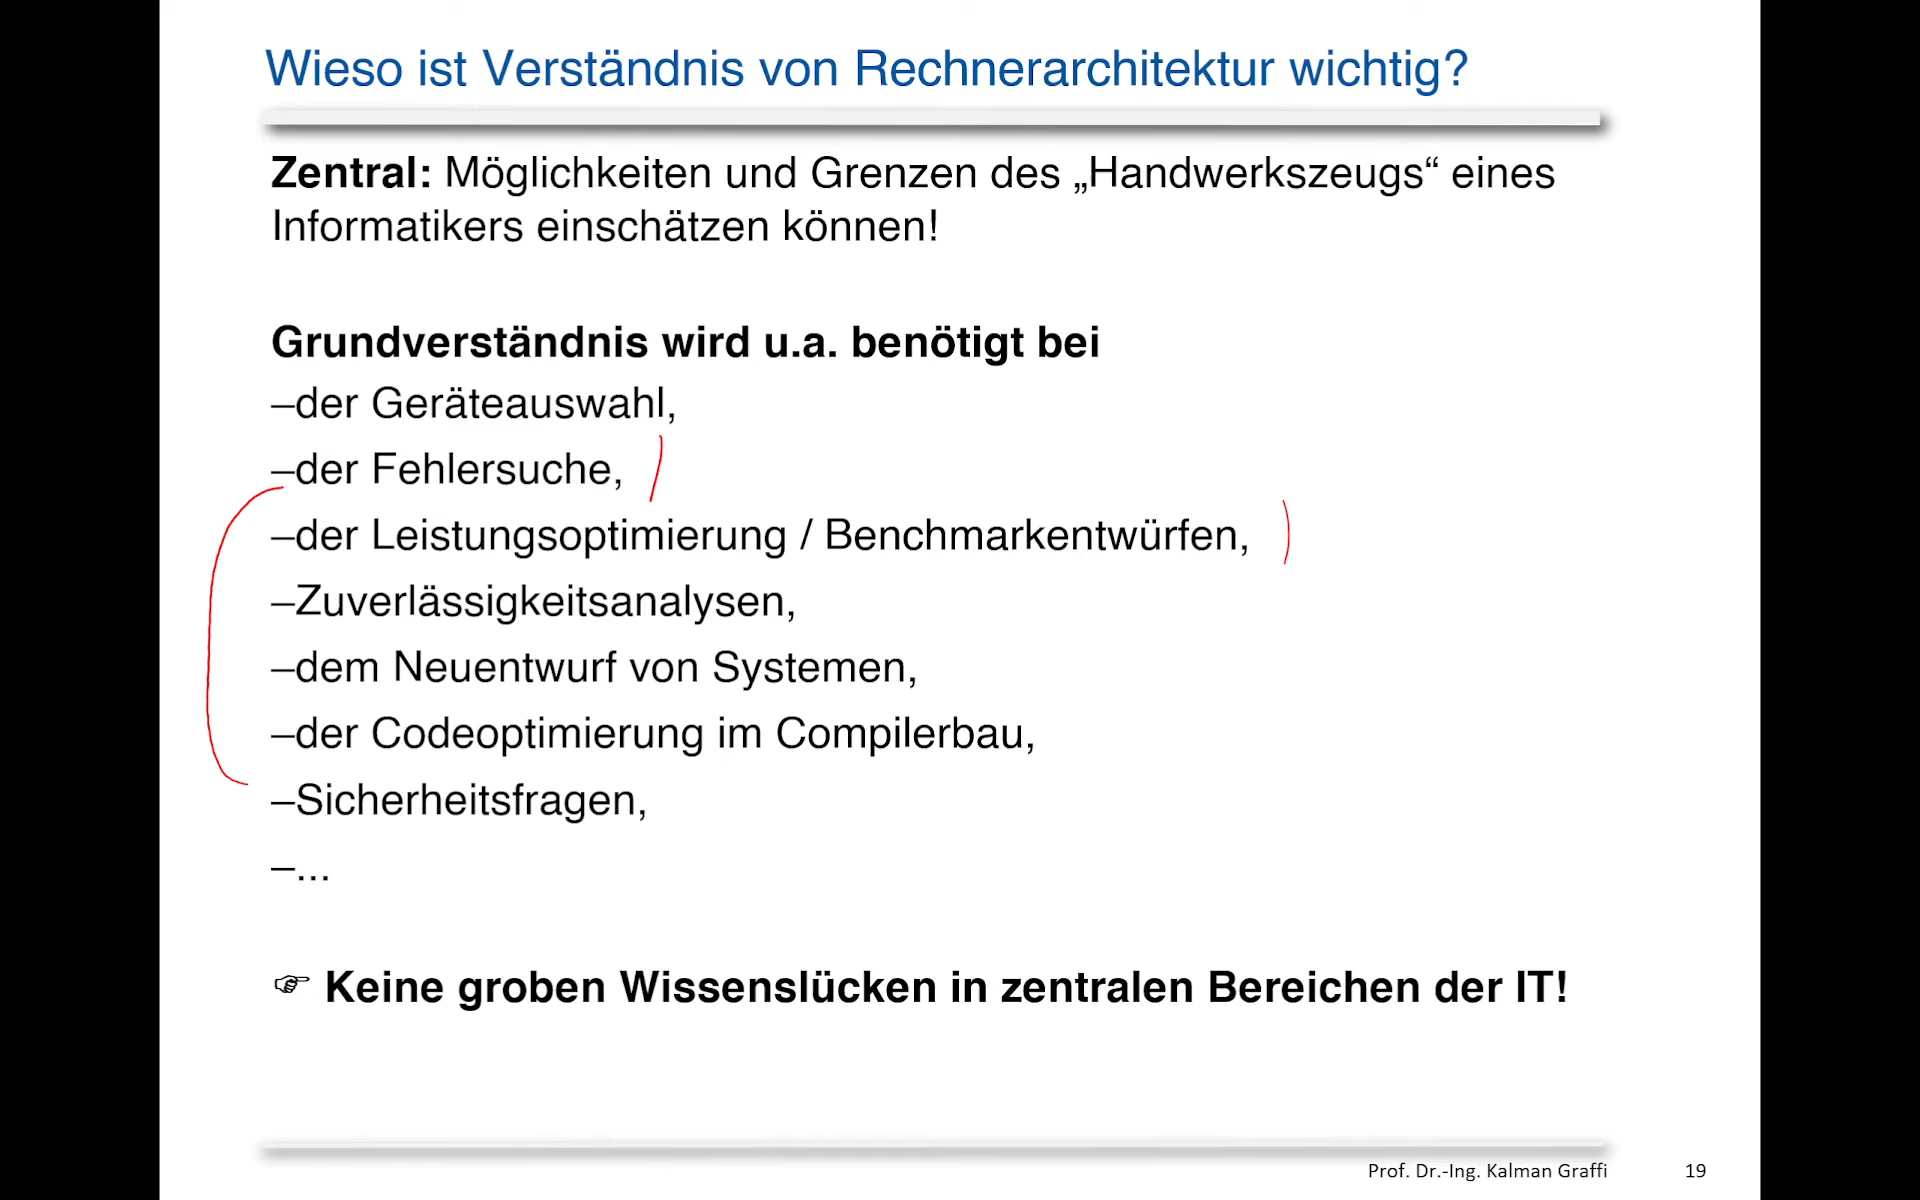 Wieso ist Verständnis von Rechnerarchitektur wichtig?
Zentral: Möglichkeiten und Grenzen des „Handwerkszeugs“ eines
Informatikers einschätzen können!
Grundverständnis wird u.a. benötigt bei
–der Geräteauswahl,
–der Fehlersuche,
–der Leistungsoptimierung / Benchmarkentwürfen,
–Zuverlässigkeitsanalysen,
–dem Neuentwurf von Systemen,
–der Codeoptimierung im Compilerbau,
–Sicherheitsfragen,
–...
☞ Keine groben Wissenslücken in zentralen Bereichen der IT!
Prof. Dr.-Ing. Kalman Graffi 19